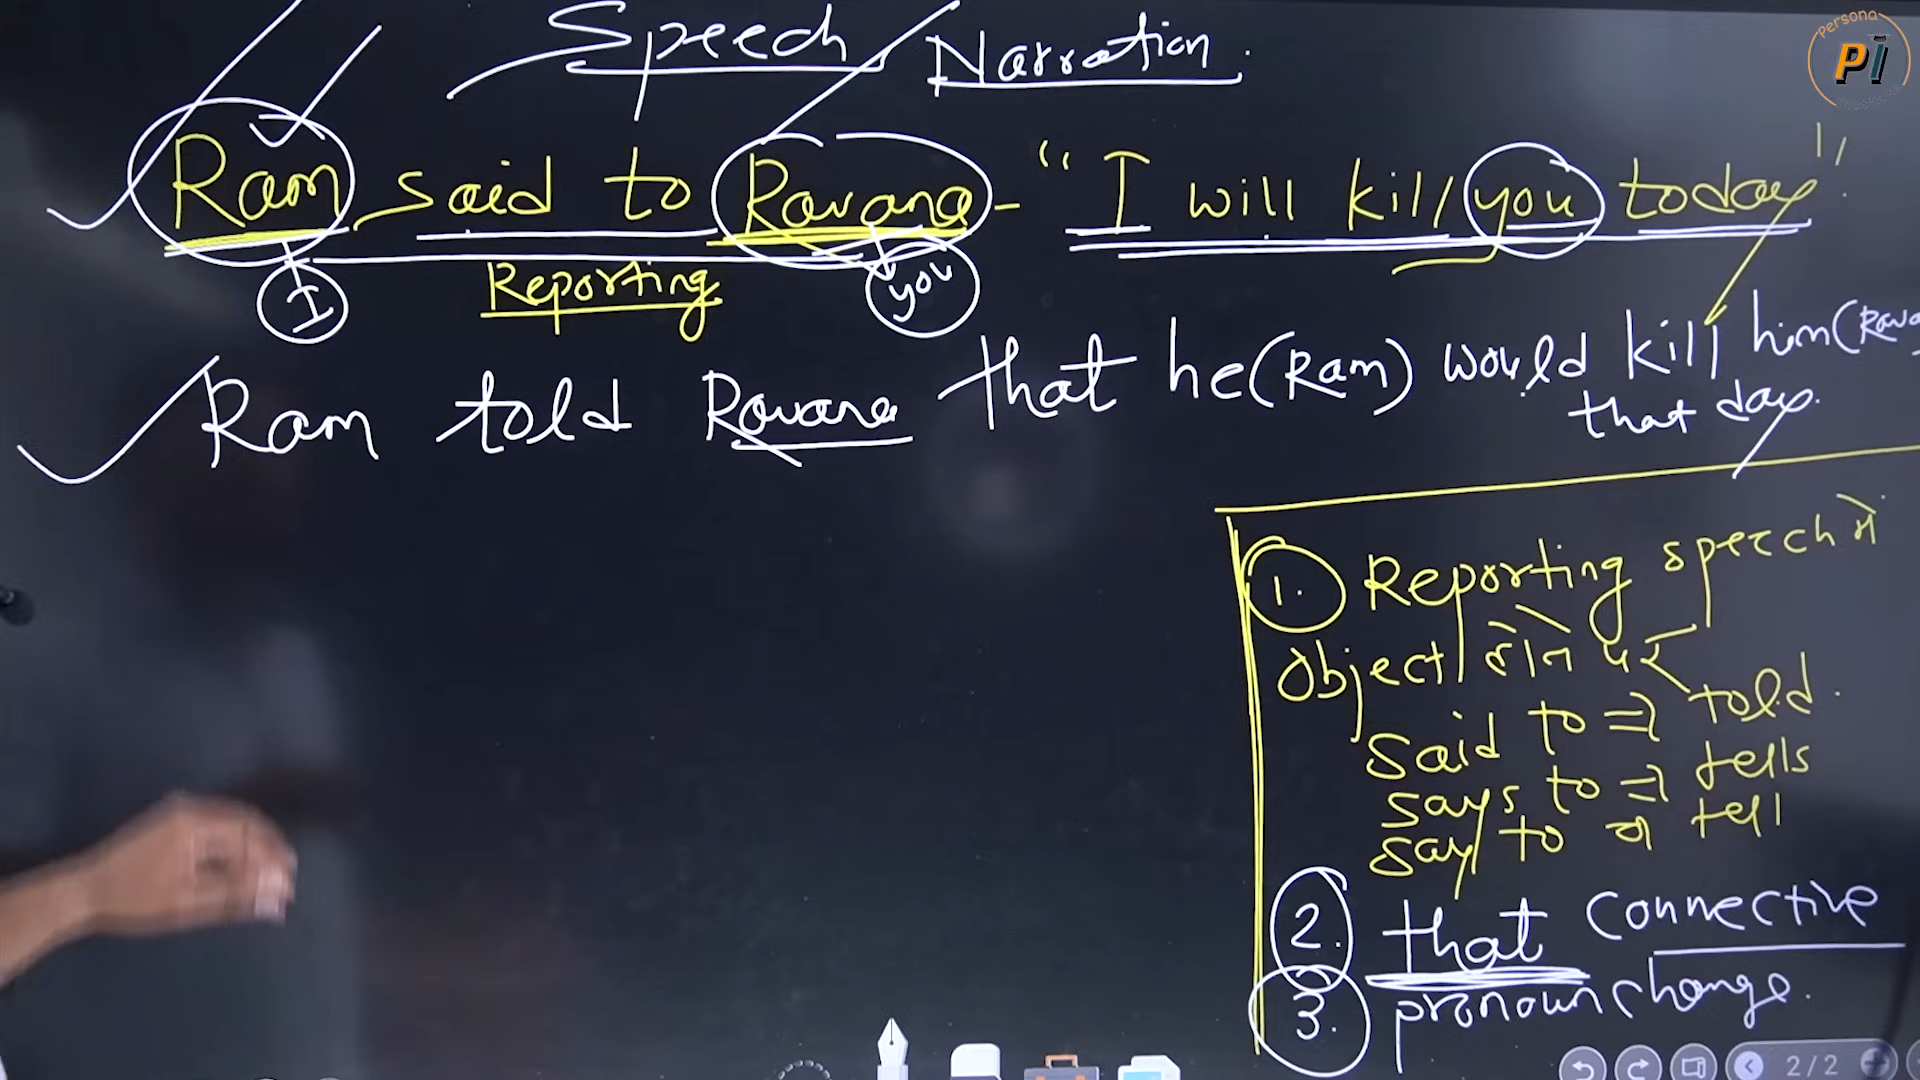 Speech Narration.
Ram said to Ravana - "I will kill you today".
I Reporting you
Ram told Ravana that he (Ram) would kill him (Rava
that day.
1. Reporting speech में
Object होने पर
Said to ⇒ told.
says to ⇒ tells
say to ⇒ tell
2. that connective
3. pronoun change.
Persona
PI
2/2